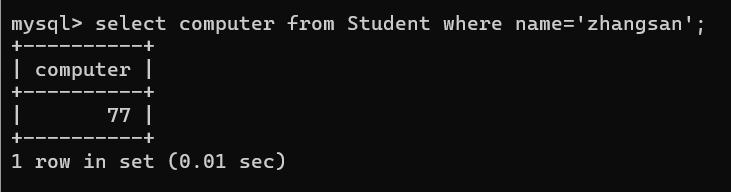 mysql> select computer from Student where name='zhangsan';
+----------+
| computer |
+----------+
|       77 |
+----------+
1 row in set (0.01 sec)